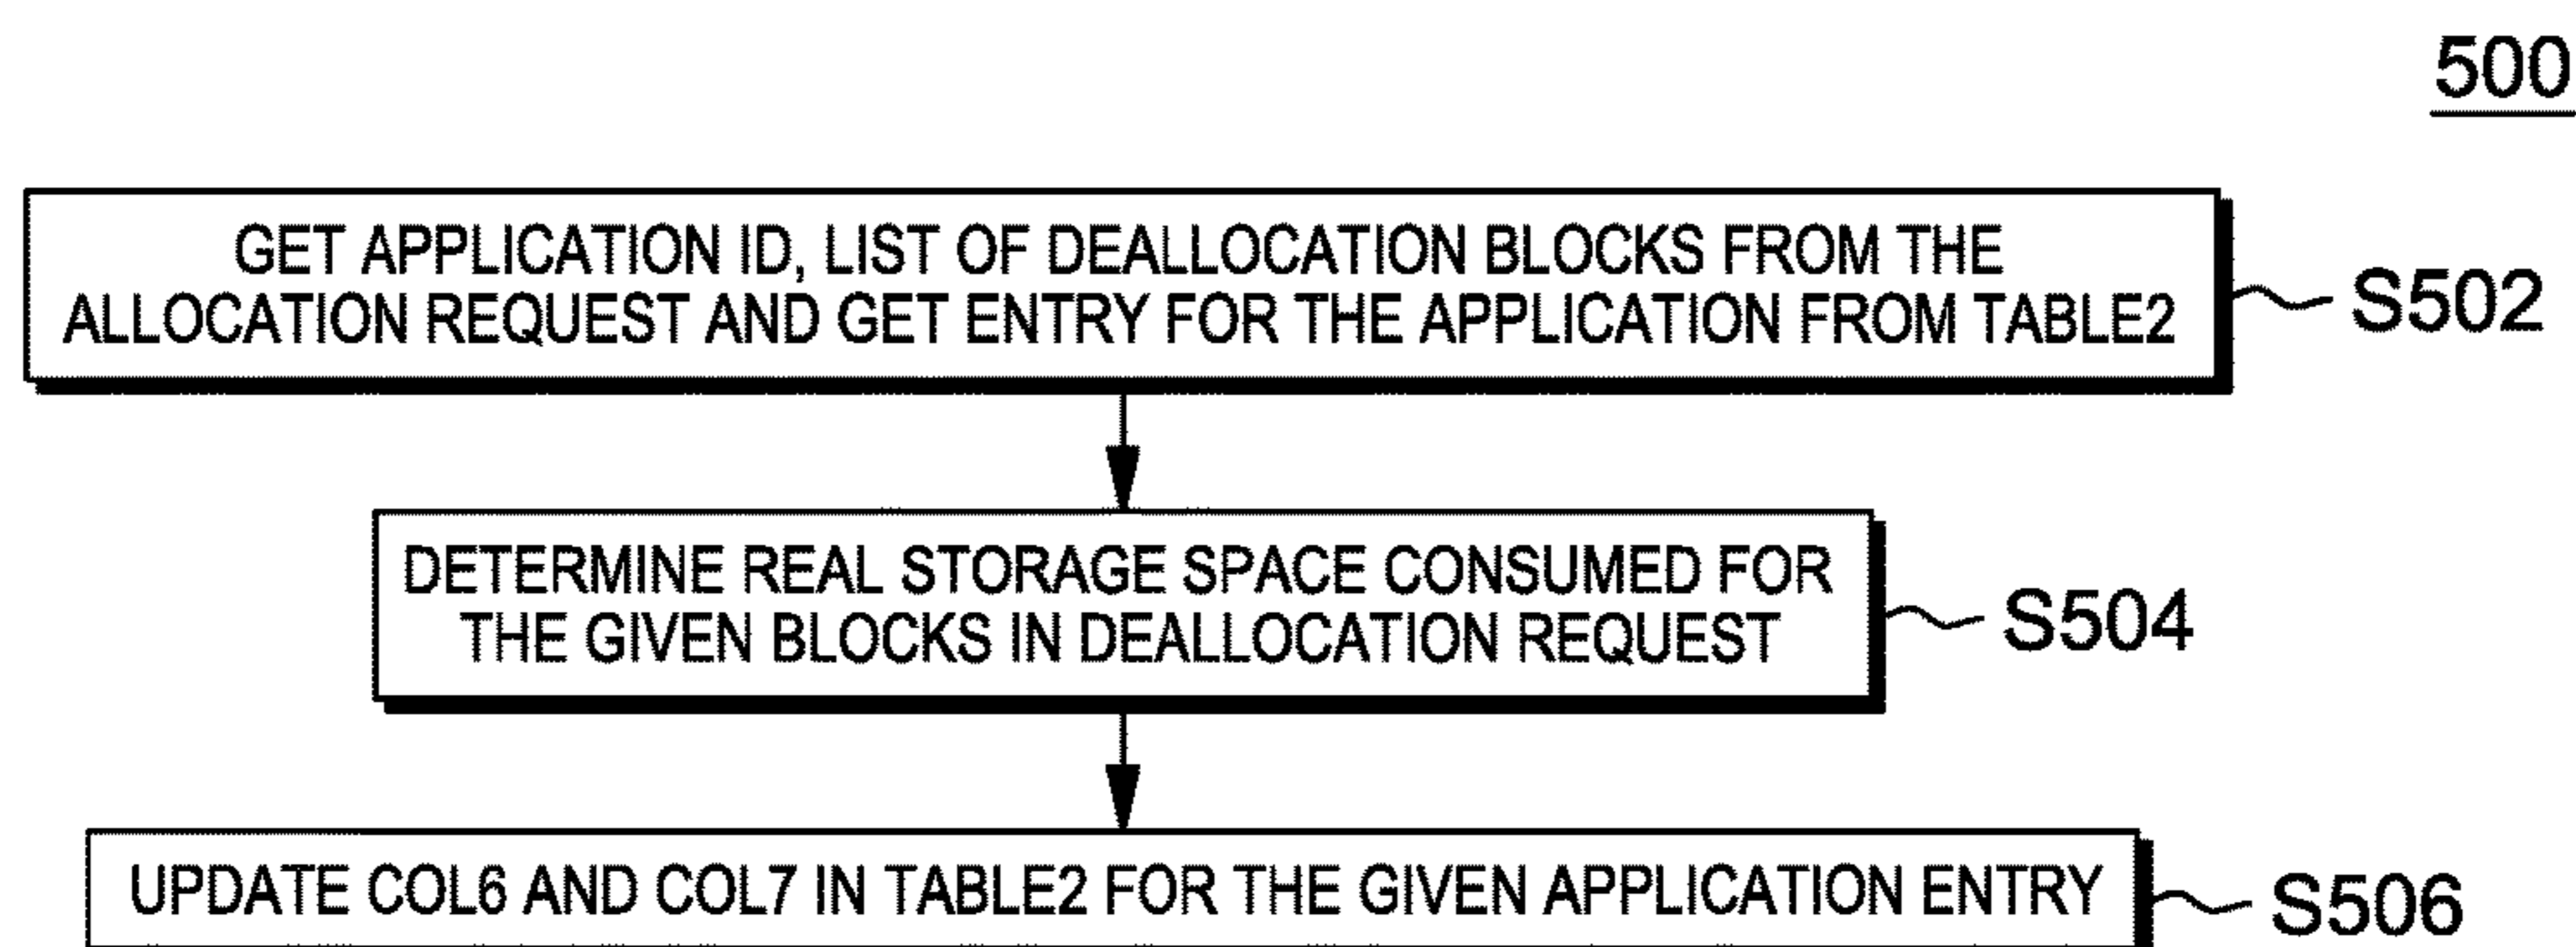 500
GET APPLICATION ID, LIST OF DEALLOCATION BLOCKS FROM THE
ALLOCATION REQUEST AND GET ENTRY FOR THE APPLICATION FROM TABLE2
S502
DETERMINE REAL STORAGE SPACE CONSUMED FOR
THE GIVEN BLOCKS IN DEALLOCATION REQUEST
S504
UPDATE COL6 AND COL7 IN TABLE2 FOR THE GIVEN APPLICATION ENTRY
S506